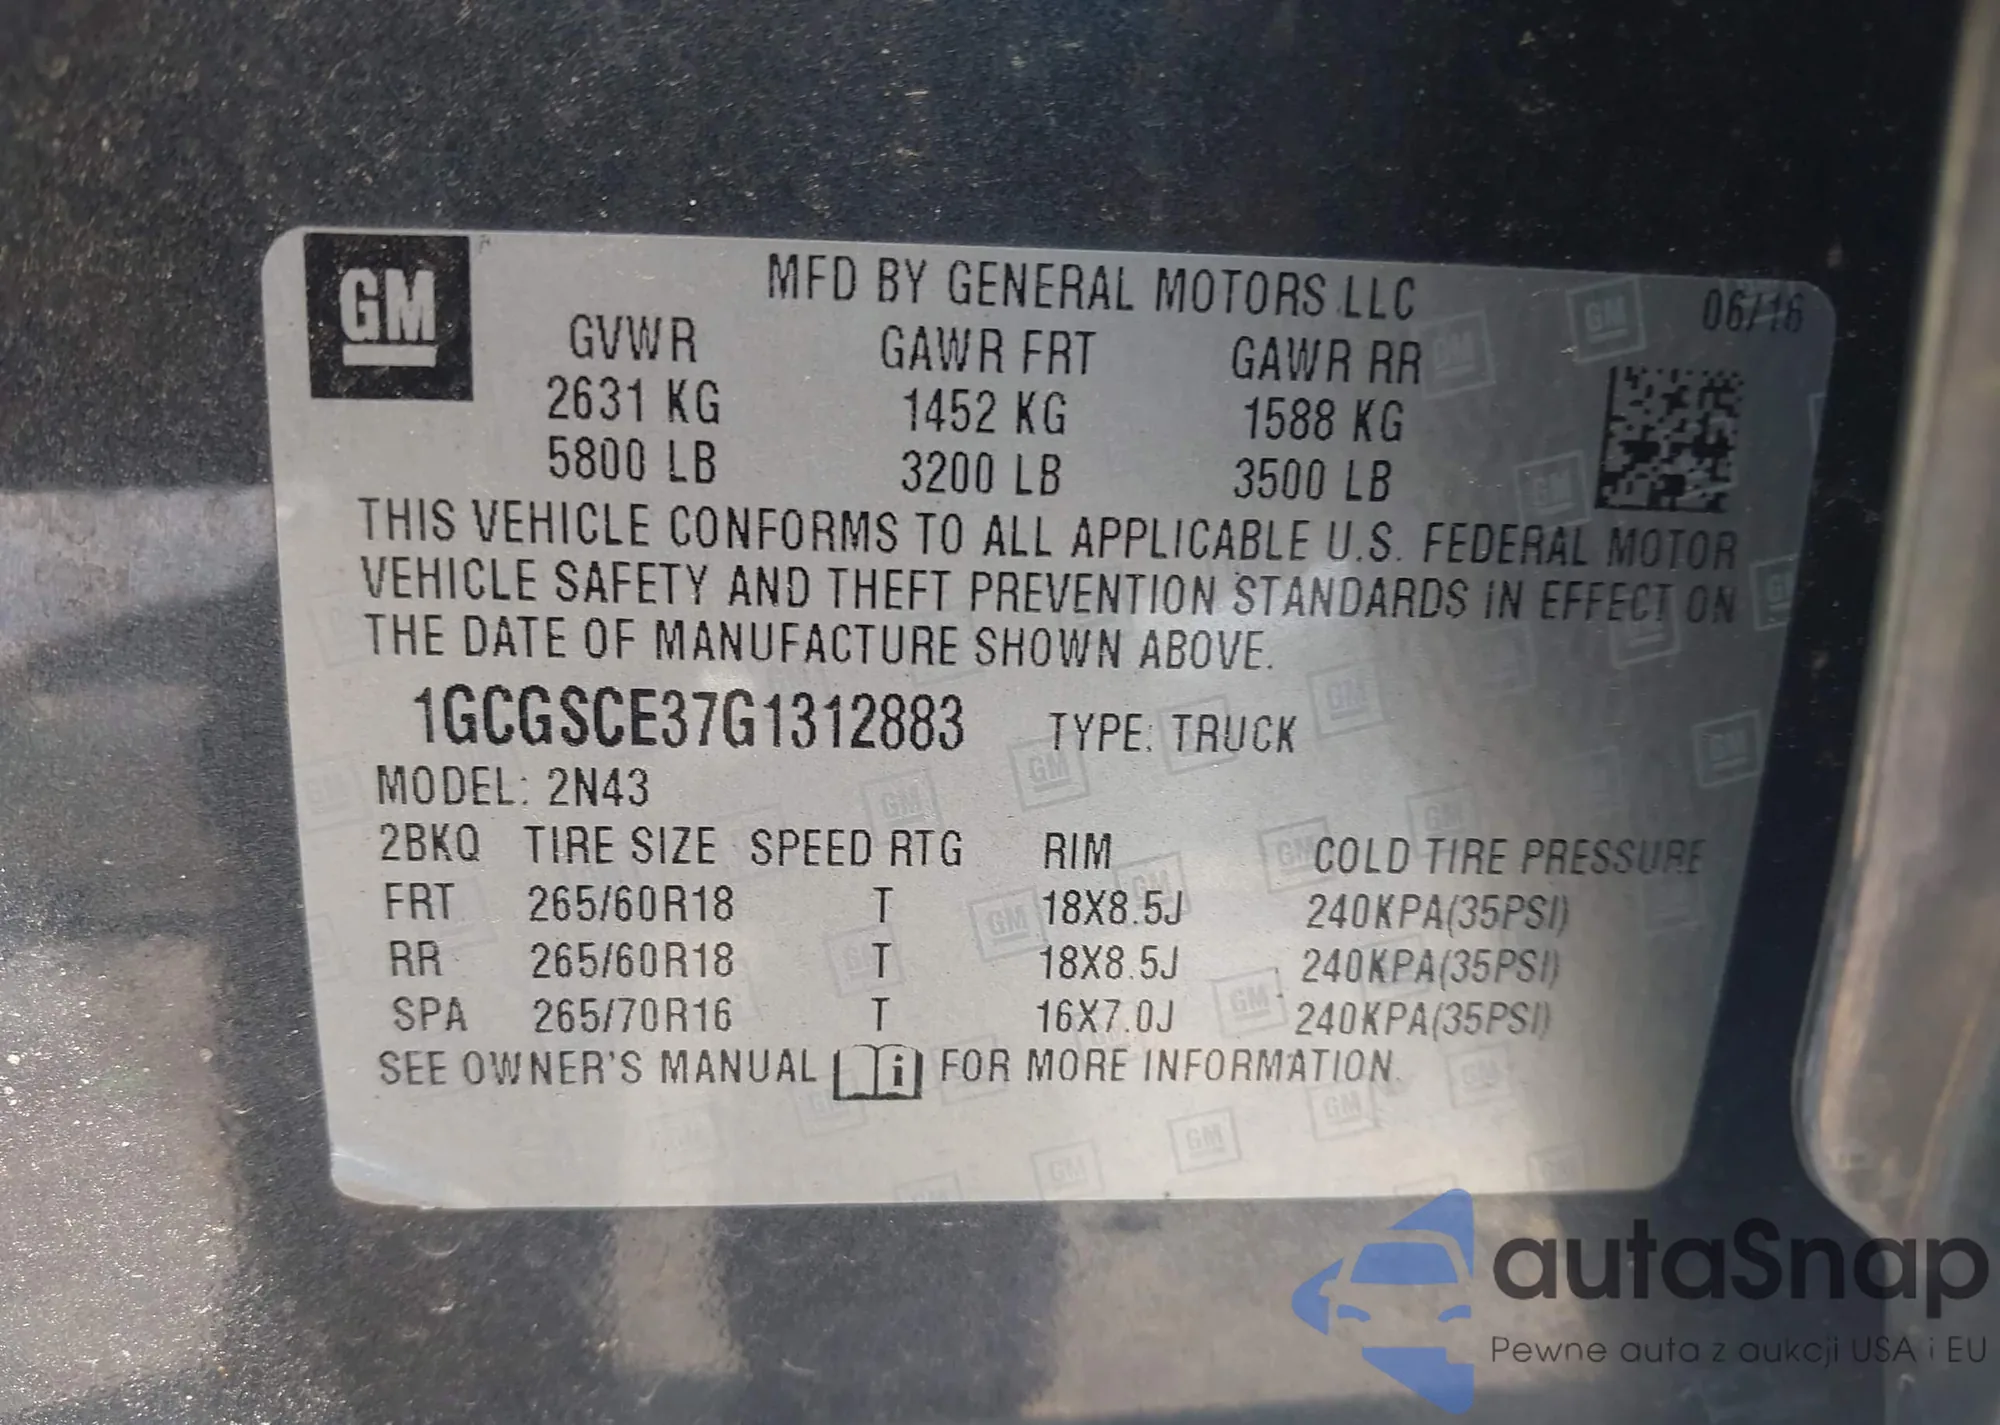 GM
MFD BY GENERAL MOTORS LLC 06/16
GVWR GAWR FRT GAWR RR
2631 KG 1452 KG 1588 KG
5800 LB 3200 LB 3500 LB
THIS VEHICLE CONFORMS TO ALL APPLICABLE U.S. FEDERAL MOTOR
VEHICLE SAFETY AND THEFT PREVENTION STANDARDS IN EFFECT ON
THE DATE OF MANUFACTURE SHOWN ABOVE.
1GCGSCE37G1312883 TYPE: TRUCK
MODEL: 2N43
2BKQ TIRE SIZE SPEED RTG RIM COLD TIRE PRESSURE
FRT 265/60R18 T 18X8.5J 240KPA(35PSI)
RR 265/60R18 T 18X8.5J 240KPA(35PSI)
SPA 265/70R16 T 16X7.0J 240KPA(35PSI)
SEE OWNER'S MANUAL i FOR MORE INFORMATION.
autaSnap
Pewne auta z aukcji USA i EU